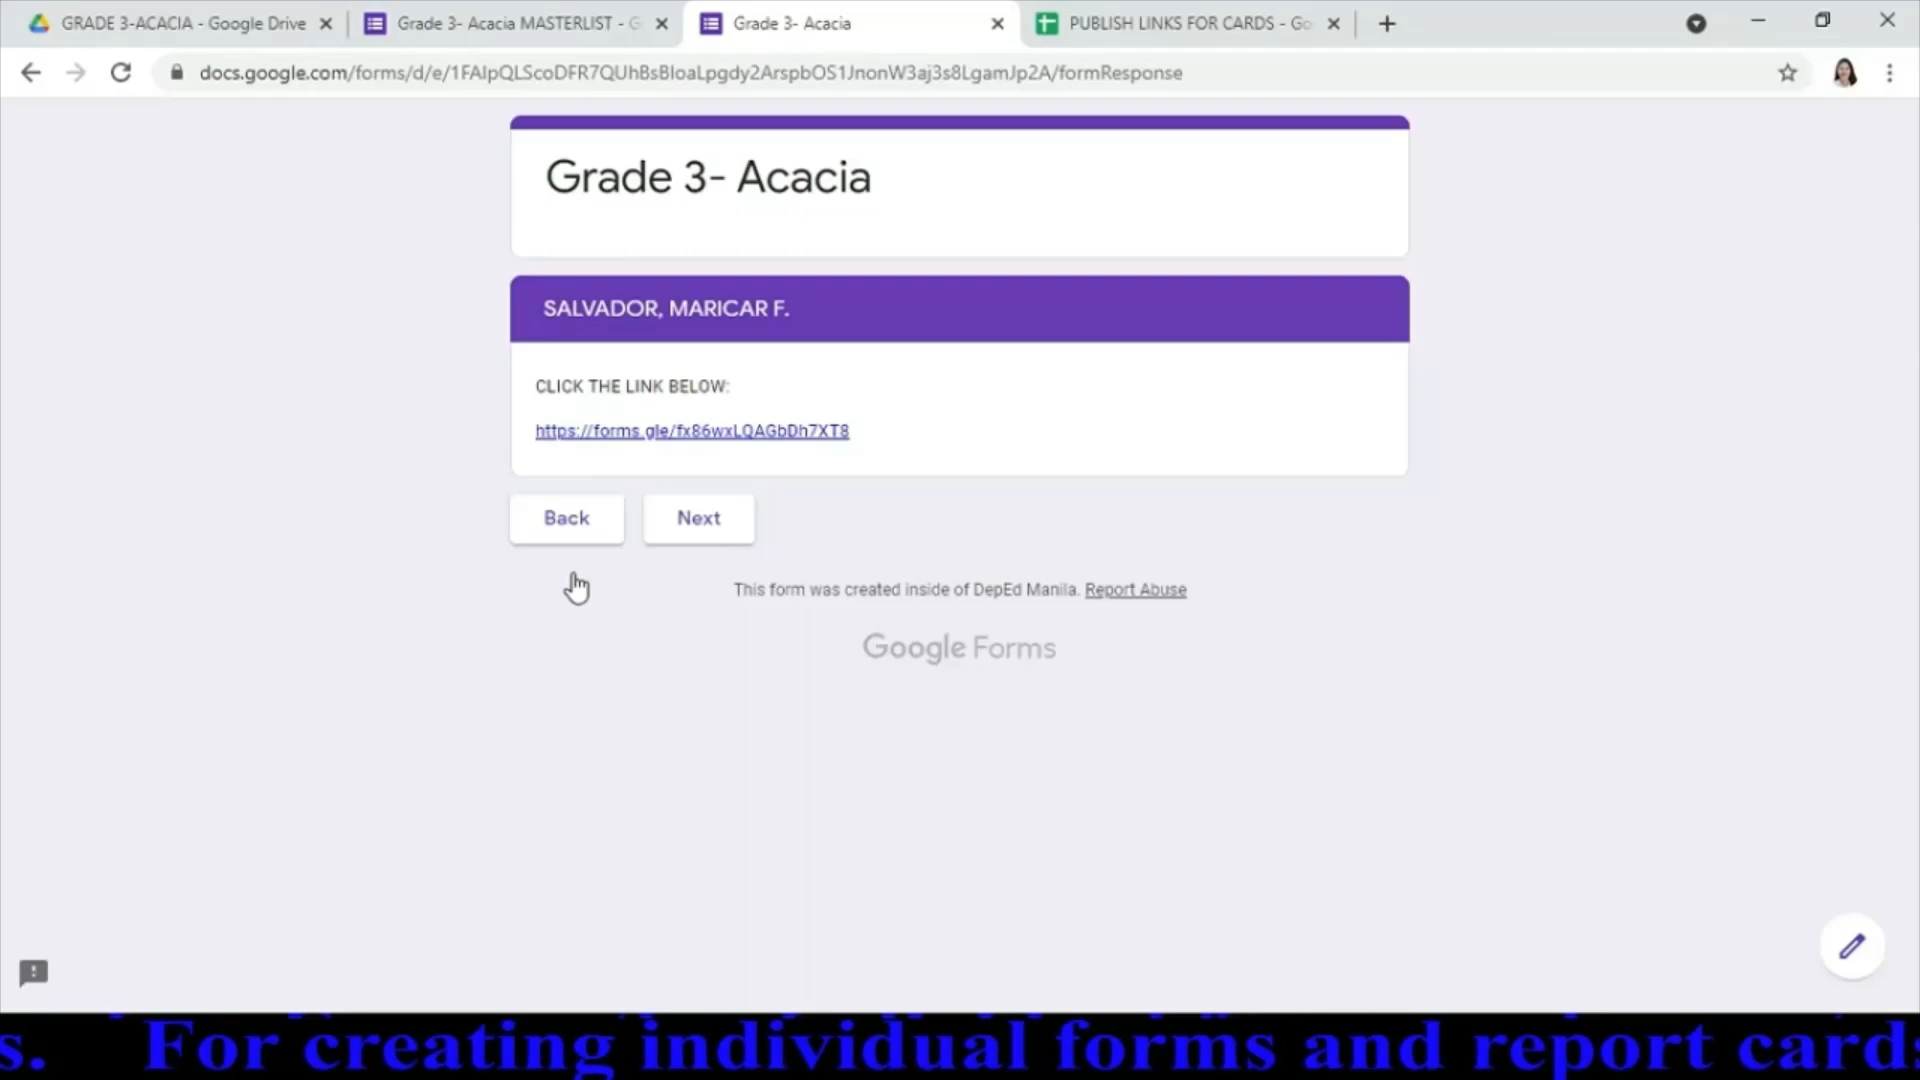 GRADE 3-ACACIA - Google Drive
Grade 3- Acacia MASTERLIST - G
Grade 3- Acacia
PUBLISH LINKS FOR CARDS - Go
docs.google.com/forms/d/e/1FAIpQLScoDFR7QUhBsBloaLpgdy2ArspbOS1JnonW3aj3s8LgamJp2A/formResponse
Grade 3- Acacia
SALVADOR, MARICAR F.
CLICK THE LINK BELOW:
https://forms.gle/fx86wxLQAGbDh7XT8
Back
Next
This form was created inside of DepEd Manila. Report Abuse
Google Forms
s. For creating individual forms and report cards